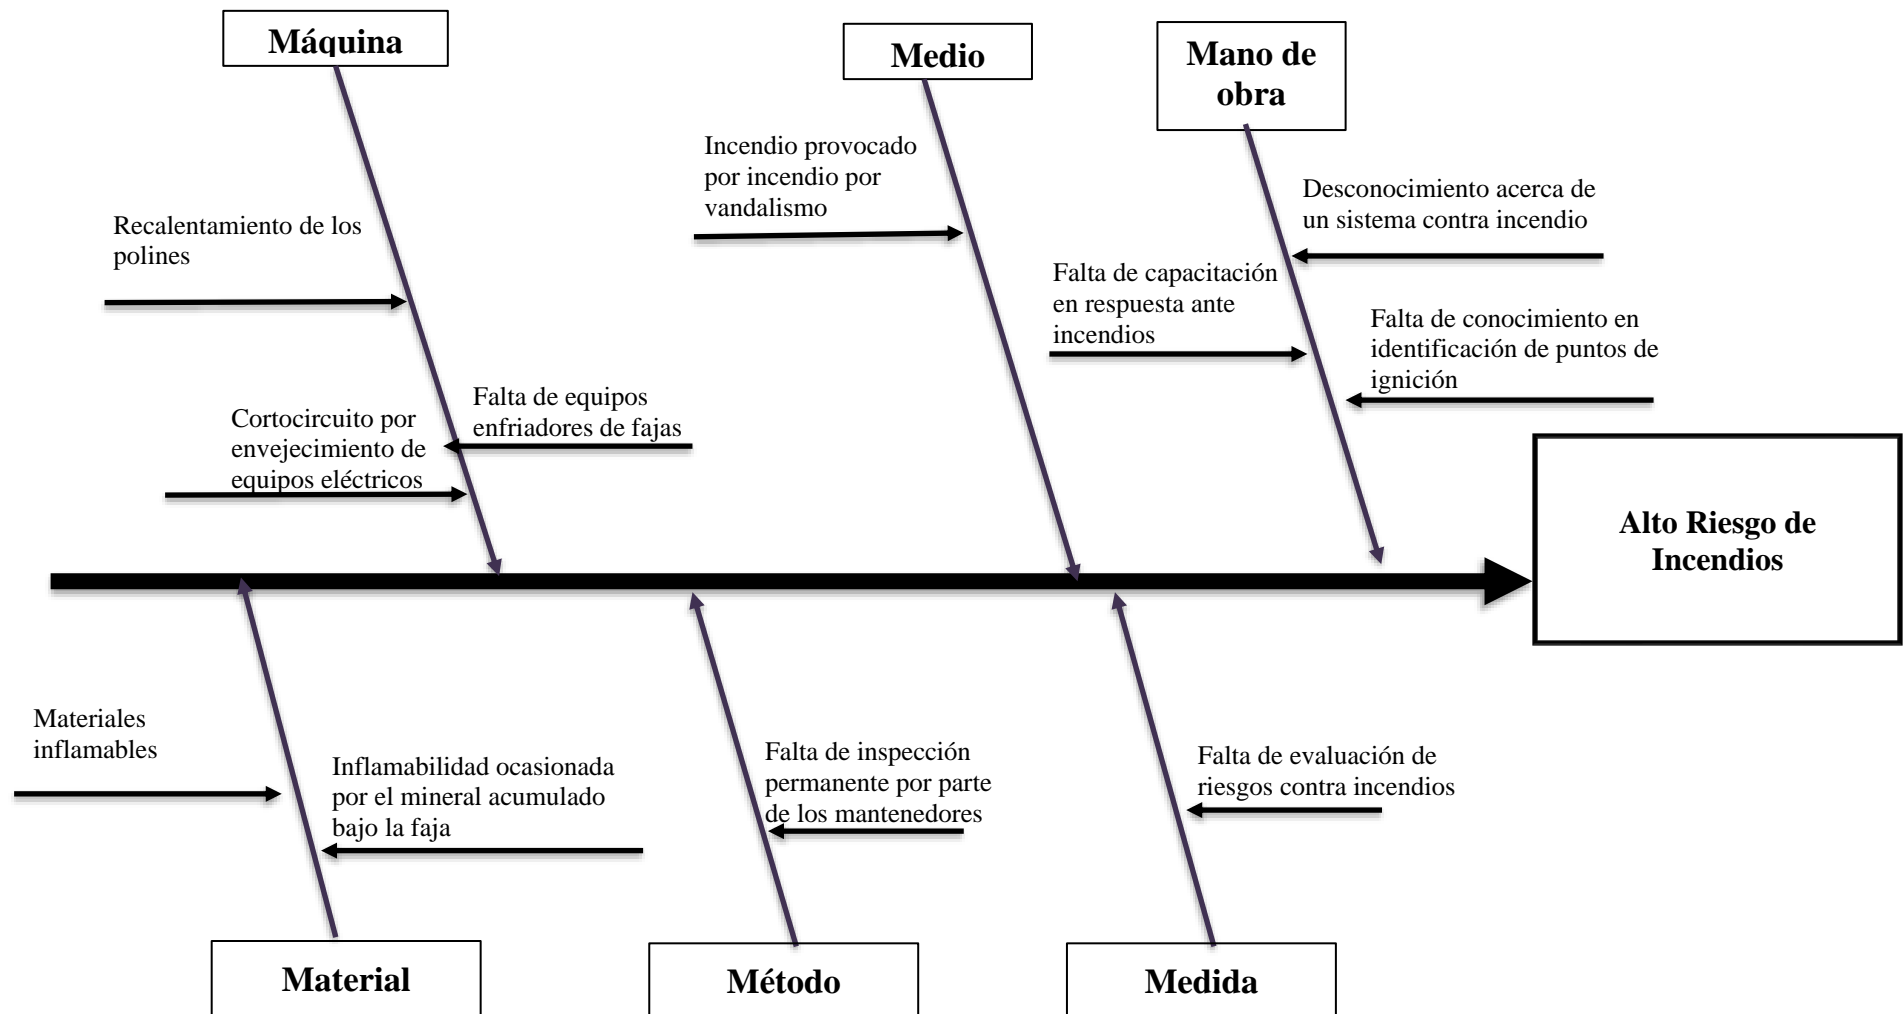 Máquina
Medio
Mano de
obra
Incendio provocado
por incendio por
vandalismo
Desconocimiento acerca de
un sistema contra incendio
Recalentamiento de los
polines
Falta de capacitación
en respuesta ante
incendios
Falta de conocimiento en
identificación de puntos de
ignición
Falta de equipos
enfriadores de fajas
Cortocircuito por
envejecimiento de
equipos eléctricos
Alto Riesgo de
Incendios
Materiales
inflamables
Inflamabilidad ocasionada
por el mineral acumulado
bajo la faja
Falta de inspección
permanente por parte
de los mantenedores
Falta de evaluación de
riesgos contra incendios
Material
Método
Medida